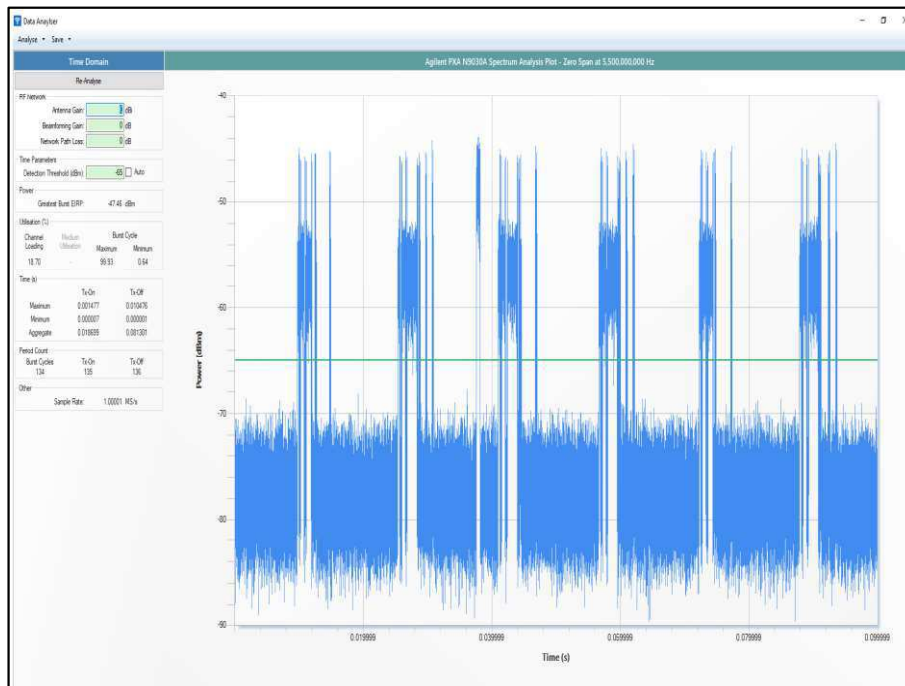 Data Anaylser
Analyse Save
Time Domain
Agilent PXA N9030A Spectrum Analysis Plot - Zero Span at 5,500,000,000 Hz
Re-Analyse
RF Network
Antenna Gain: 3 dB
Beamforming Gain: 0 dB
Network Path Loss: 0 dB
Time Parameters
Detection Threshold (dBm): -65 Auto
Power
Greatest Burst EIRP: -47.46 dBm
Utilisation (%)
Channel Loading
Medium Utilisation
Burst Cycle
Maximum Minimum
18.70 - 99.93 0.64
Time (s)
Tx-On Tx-Off
Maximum 0.001477 0.010476
Minimum 0.000007 0.000001
Aggregate 0.018699 0.081301
Period Count
Burst Cycles Tx-On Tx-Off
134 135 136
Other
Sample Rate: 1.00001 MS/s
Power (dBm)
-40
-50
-60
-70
-80
-90
0.019999 0.039999 0.059999 0.079999 0.099999
Time (s)